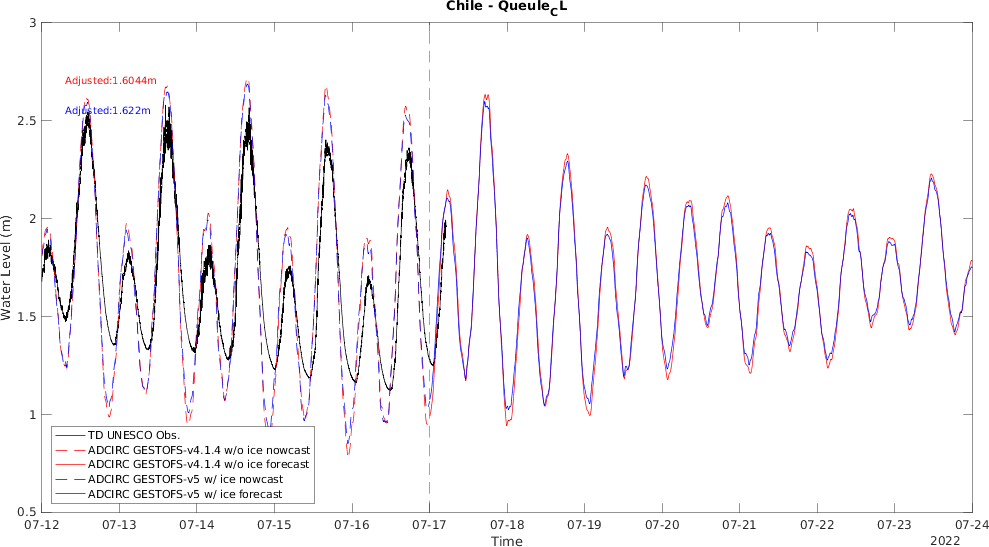 Chile - Queule_CL
3
2.5
2
1.5
1
0.5
Water Level (m)
Adjusted:1.6044m
Adjusted:1.622m
TD UNESCO Obs.
ADCIRC GESTOFS-v4.1.4 w/o ice nowcast
ADCIRC GESTOFS-v4.1.4 w/o ice forecast
ADCIRC GESTOFS-v5 w/ ice nowcast
ADCIRC GESTOFS-v5 w/ ice forecast
07-12 07-13 07-14 07-15 07-16 07-17 07-18 07-19 07-20 07-21 07-22 07-23 07-24
Time
2022